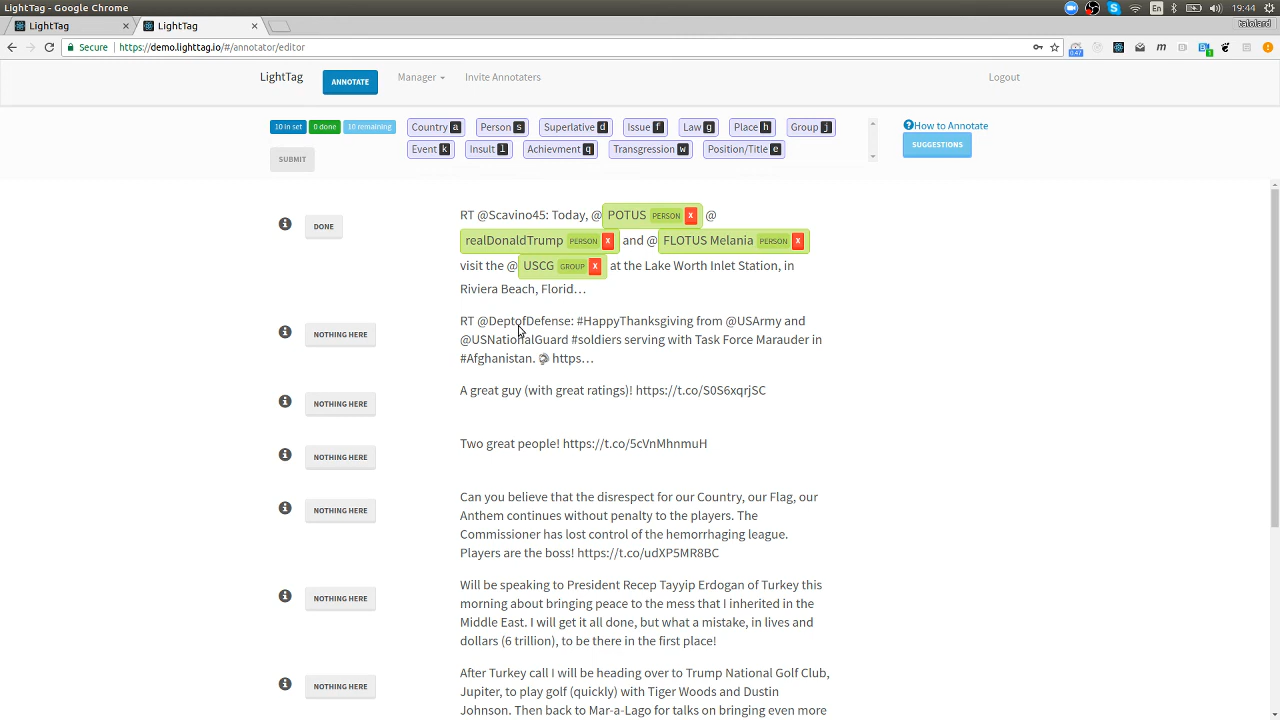 LightTag - Google Chrome
En
19:44
LightTag
LightTag
talolard
Secure
https://demo.lighttag.io/#/annotator/editor
0.47
m
1
LightTag
ANNOTATE
Manager
Invite Annotaters
Logout
10 in set
0 done
10 remaining
Country a
Person s
Superlative d
Issue f
Law g
Place h
Group j
How to Annotate
SUBMIT
Event k
Insult l
Achievment q
Transgression w
Position/Title e
SUGGESTIONS
DONE
RT @Scavino45: Today, @ POTUS PERSON X @
realDonaldTrump PERSON X and @ FLOTUS Melania PERSON X
visit the @ USCG GROUP X at the Lake Worth Inlet Station, in
Riviera Beach, Florid…
NOTHING HERE
RT @DeptofDefense: #HappyThanksgiving from @USArmy and
@USNationalGuard #soldiers serving with Task Force Marauder in
#Afghanistan. https…
NOTHING HERE
A great guy (with great ratings)! https://t.co/S0S6xqrjSC
NOTHING HERE
Two great people! https://t.co/5cVnMhnmuH
NOTHING HERE
Can you believe that the disrespect for our Country, our Flag, our
Anthem continues without penalty to the players. The
Commissioner has lost control of the hemorrhaging league.
Players are the boss! https://t.co/udXP5MR8BC
NOTHING HERE
Will be speaking to President Recep Tayyip Erdogan of Turkey this
morning about bringing peace to the mess that I inherited in the
Middle East. I will get it all done, but what a mistake, in lives and
dollars (6 trillion), to be there in the first place!
NOTHING HERE
After Turkey call I will be heading over to Trump National Golf Club,
Jupiter, to play golf (quickly) with Tiger Woods and Dustin
Johnson. Then back to Mar-a-Lago for talks on bringing even more